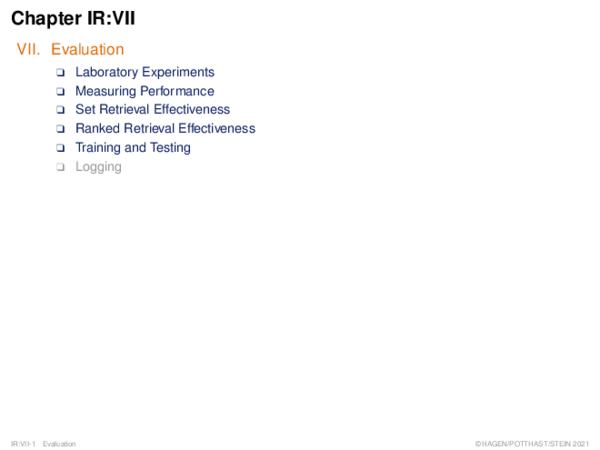 Chapter IR:VII
VII. Evaluation
❑ Laboratory Experiments
❑ Measuring Performance
❑ Set Retrieval Effectiveness
❑ Ranked Retrieval Effectiveness
❑ Training and Testing
❑ Logging
IR:VII-1 Evaluation ©HAGEN/POTTHAST/STEIN 2021